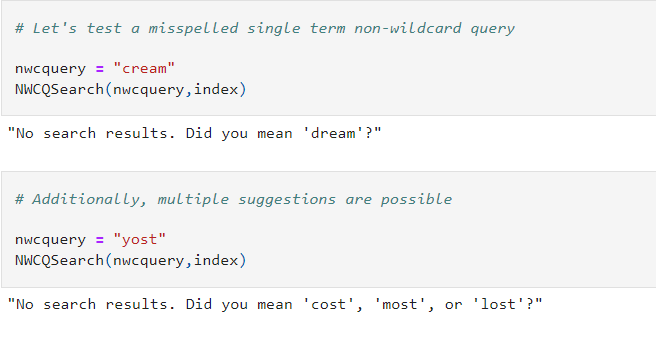 # Let's test a misspelled single term non-wildcard query
nwcquery = "cream"
NWCQSearch(nwcquery,index)
"No search results. Did you mean 'dream'?"
# Additionally, multiple suggestions are possible
nwcquery = "yost"
NWCQSearch(nwcquery,index)
"No search results. Did you mean 'cost', 'most', or 'lost'?"